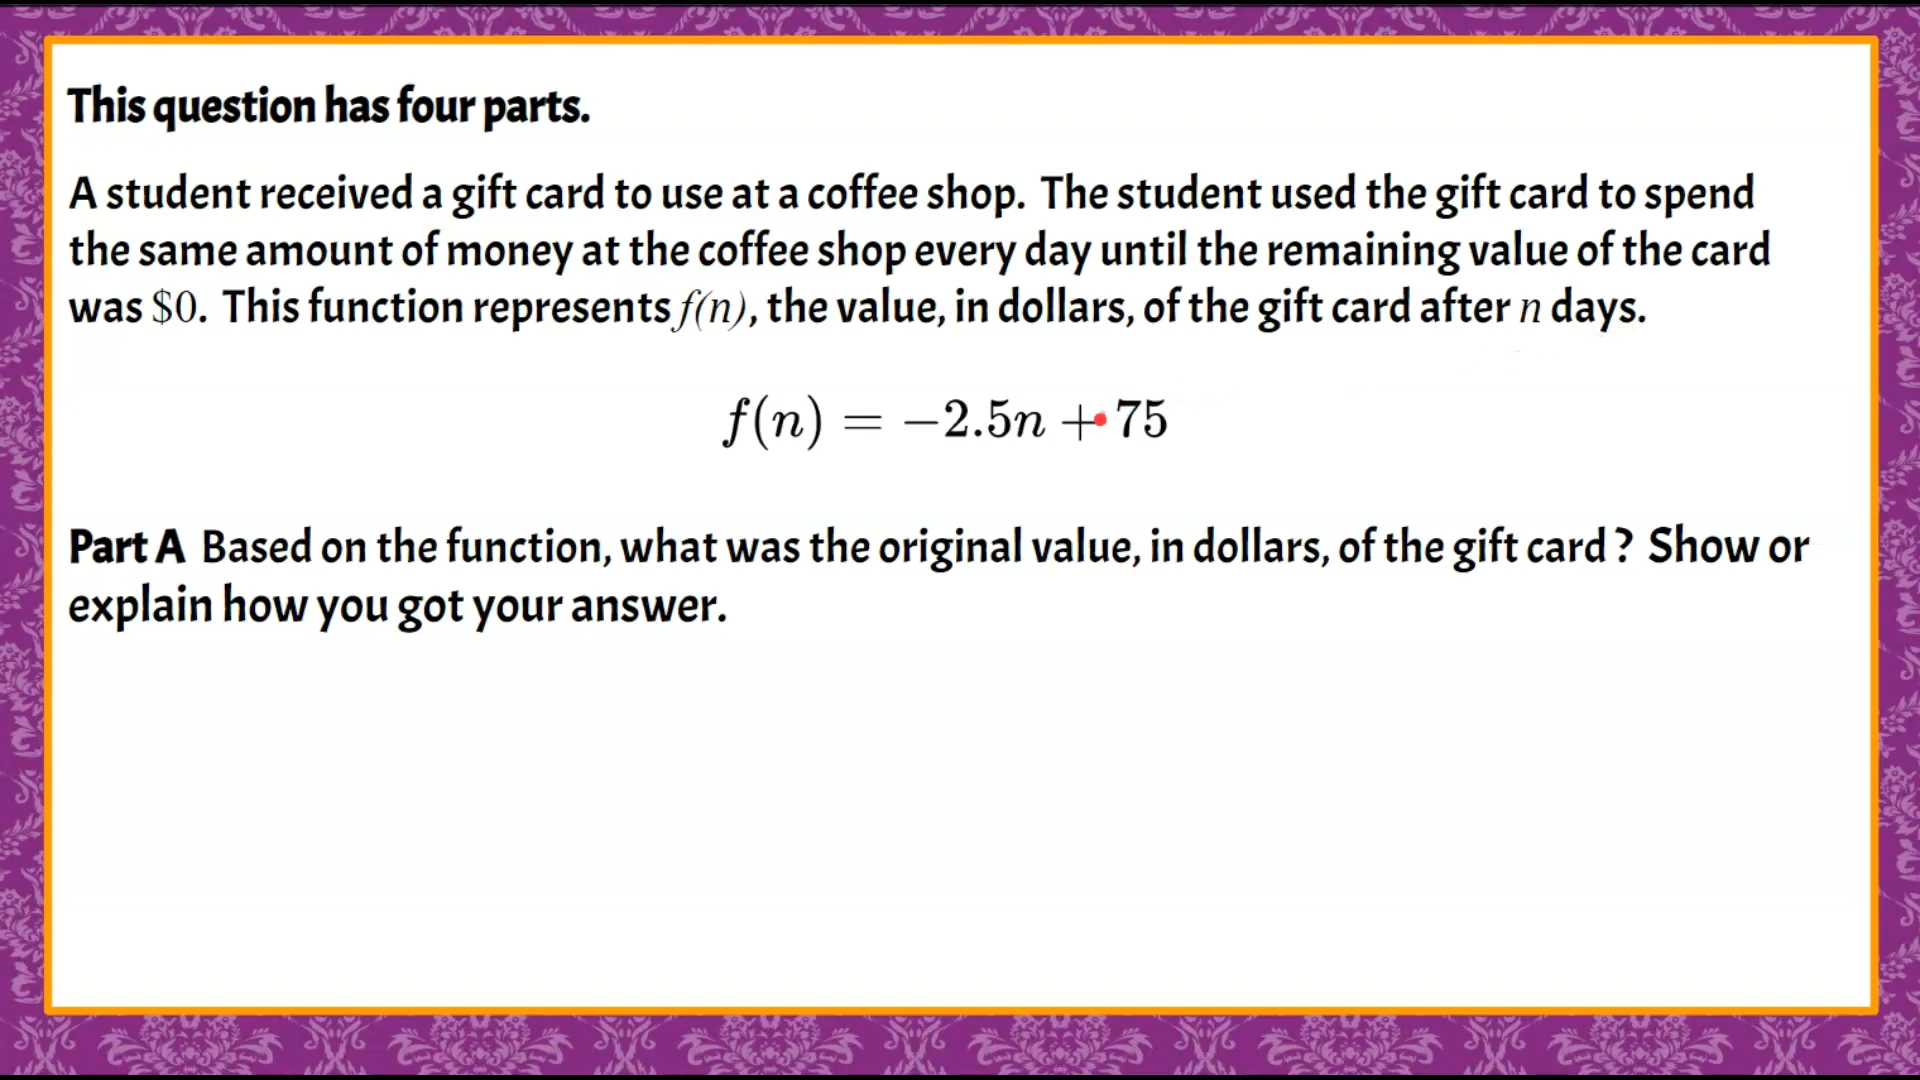 This question has four parts.
A student received a gift card to use at a coffee shop. The student used the gift card to spend
the same amount of money at the coffee shop every day until the remaining value of the card
was $0. This function represents f(n), the value, in dollars, of the gift card after n days.
f(n) = −2.5n + 75
Part A Based on the function, what was the original value, in dollars, of the gift card? Show or
explain how you got your answer.